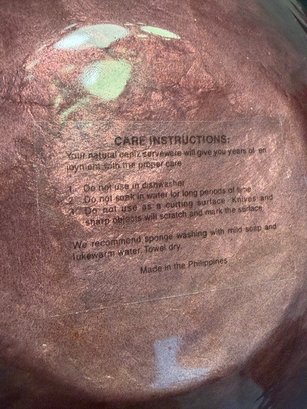 CARE INSTRUCTIONS:
Your natural capiz serveware will give you years of en
joyment with the proper care.
1. Do not use in dishwasher
2. Do not soak in water for long periods of time
3. Do not use as a cutting surface - Knives and
sharp objects will scratch and mark the surface.
We recommend sponge washing with mild soap and
lukewarm water. Towel dry.
Made in the Philippines